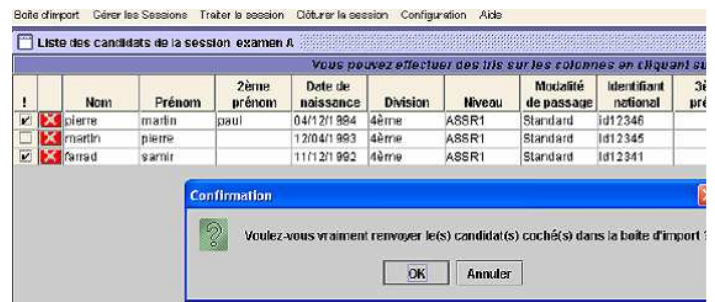 Boîte d'import Gérer les Sessions Traiter la session Clôturer la session Configuration Aide
Liste des candidats de la session examen A
Vous pouvez effectuer des tris sur les colonnes en cliquant su
! Nom Prénom 2ème prénom Date de naissance Division Niveau Modalité de passage Identifiant national 3è pré
pierre martin paul 04/12/1994 4ème ASSR1 Standard id12346
martin pierre 12/04/1993 4ème ASSR1 Standard Id12345
farrad samir 11/12/1992 4ème ASSR1 Standard Id12341
Confirmation
Voulez-vous vraiment renvoyer le(s) candidat(s) coché(s) dans la boîte d'import ?
OK Annuler